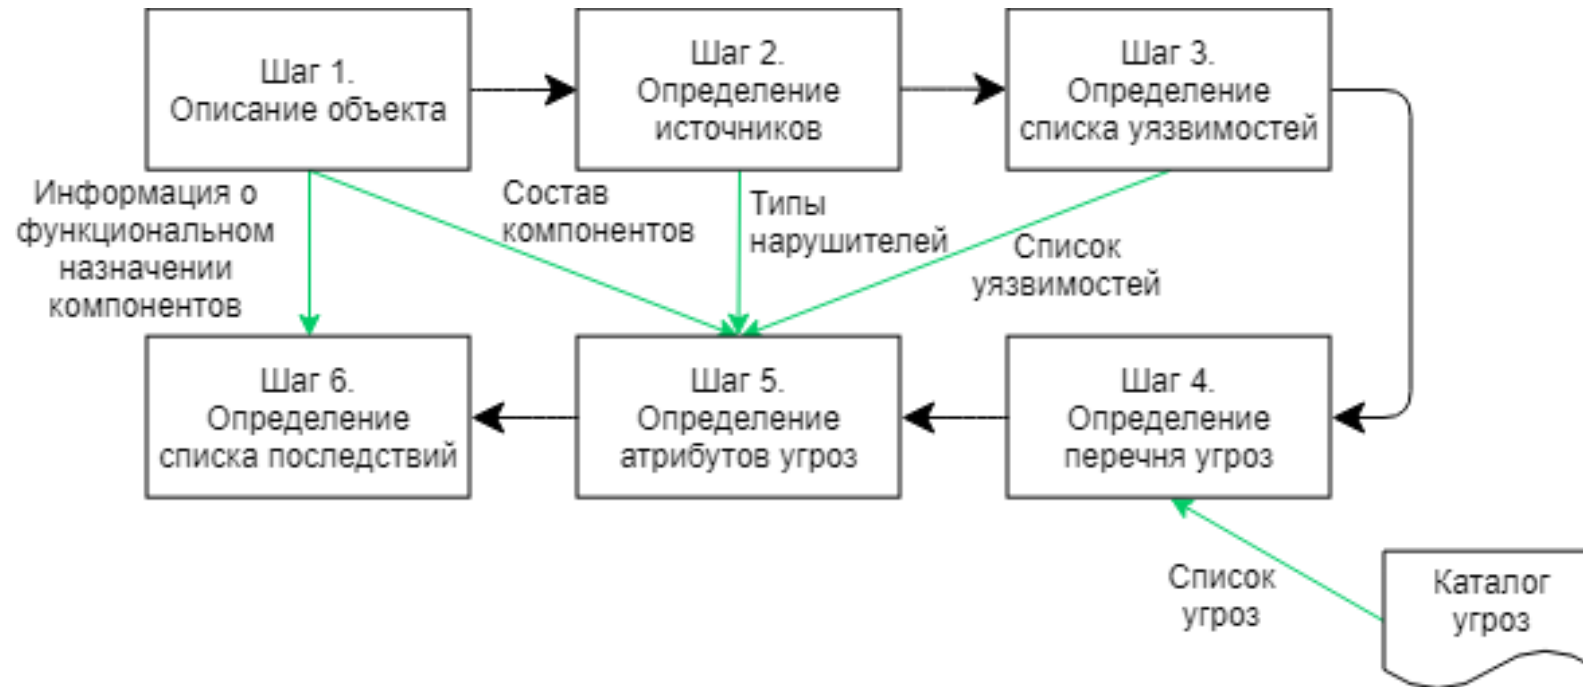 Шаг 1.
Описание объекта
Шаг 2.
Определение
источников
Шаг 3.
Определение
списка уязвимостей
Информация о
функциональном
назначении
компонентов
Состав
компонентов
Типы
нарушителей
Список
уязвимостей
Шаг 6.
Определение
списка последствий
Шаг 5.
Определение
атрибутов угроз
Шаг 4.
Определение
перечня угроз
Список
угроз
Каталог
угроз